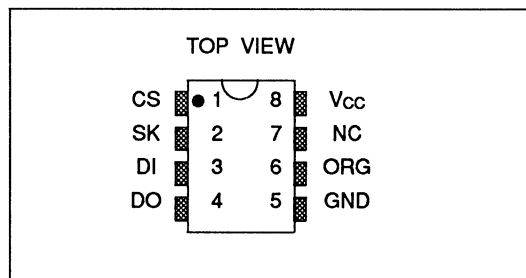 TOP VIEW
CS 1 8 Vcc
SK 2 7 NC
DI 3 6 ORG
DO 4 5 GND